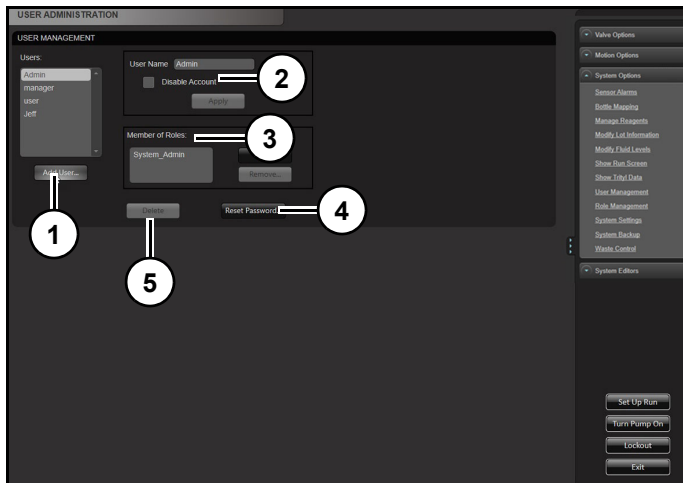 USER ADMINISTRATION
USER MANAGEMENT
Users:
Admin
manager
user
Jeff
Add User...
User Name Admin
Disable Account
Apply
Member of Roles:
System_Admin
Remove...
Delete
Reset Password
1
2
3
4
5
Valve Options
Motion Options
System Options
Sensor Alarms
Bottle Mapping
Manage Reagents
Modify Lot Information
Modify Fluid Levels
Show Run Screen
Show Trityl Data
User Management
Role Management
System Settings
System Backup
Waste Control
System Editors
Set Up Run
Turn Pump On
Lockout
Exit